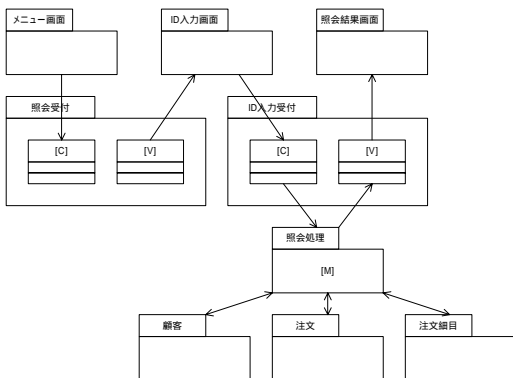 メニュー画面
ID入力画面
照会結果画面
照会受付
ID入力受付
[C]
[V]
[C]
[V]
照会処理
[M]
顧客
注文
注文細目